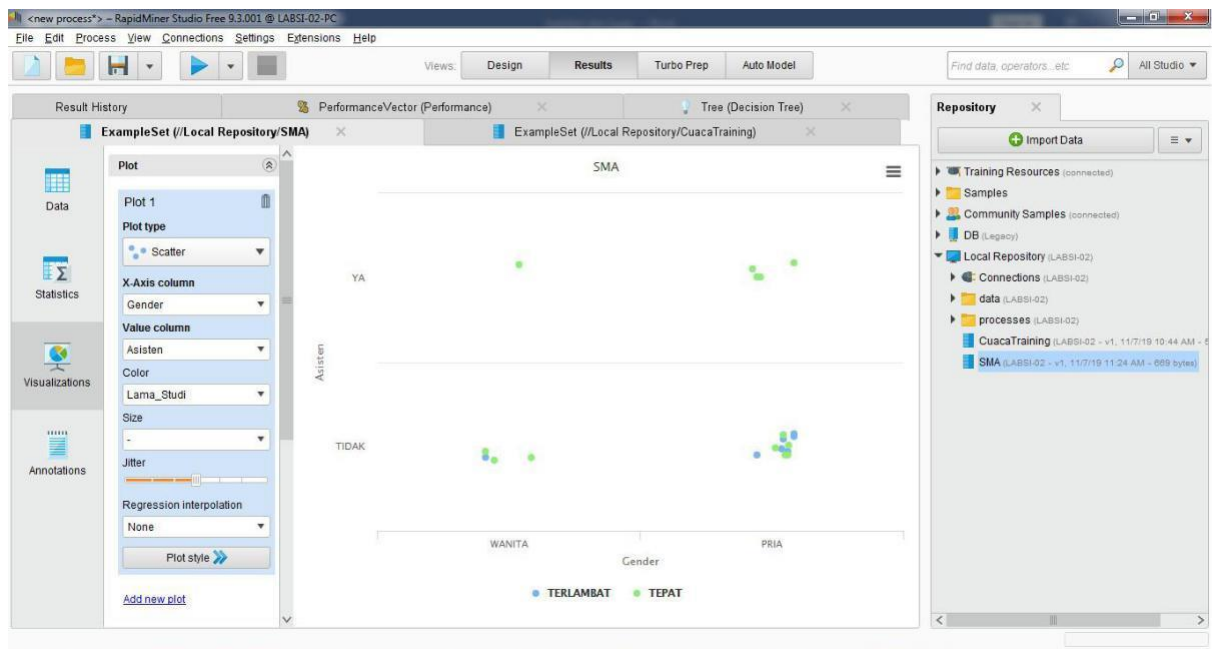 <new process*> – RapidMiner Studio Free 9.3.001 @ LABSI-02-PC
File Edit Process View Connections Settings Extensions Help
Views: Design Results Turbo Prep Auto Model
Find data, operators...etc
All Studio
Result History
PerformanceVector (Performance)
Tree (Decision Tree)
ExampleSet (//Local Repository/SMA)
ExampleSet (//Local Repository/CuacaTraining)
Data
Statistics
Visualizations
Annotations
Plot
Plot 1
Plot type
Scatter
X-Axis column
Gender
Value column
Asisten
Color
Lama_Studi
Size
-
Jitter
Regression interpolation
None
Plot style
Add new plot
SMA
YA
Asisten
TIDAK
WANITA PRIA
Gender
TERLAMBAT TEPAT
Repository
Import Data
Training Resources (connected)
Samples
Community Samples (connected)
DB (Legacy)
Local Repository (LABSI-02)
Connections (LABSI-02)
data (LABSI-02)
processes (LABSI-02)
CuacaTraining (LABSI-02 - v1, 11/7/19 10:44 AM - 6
SMA (LABSI-02 - v1, 11/7/19 11:24 AM - 669 bytes)